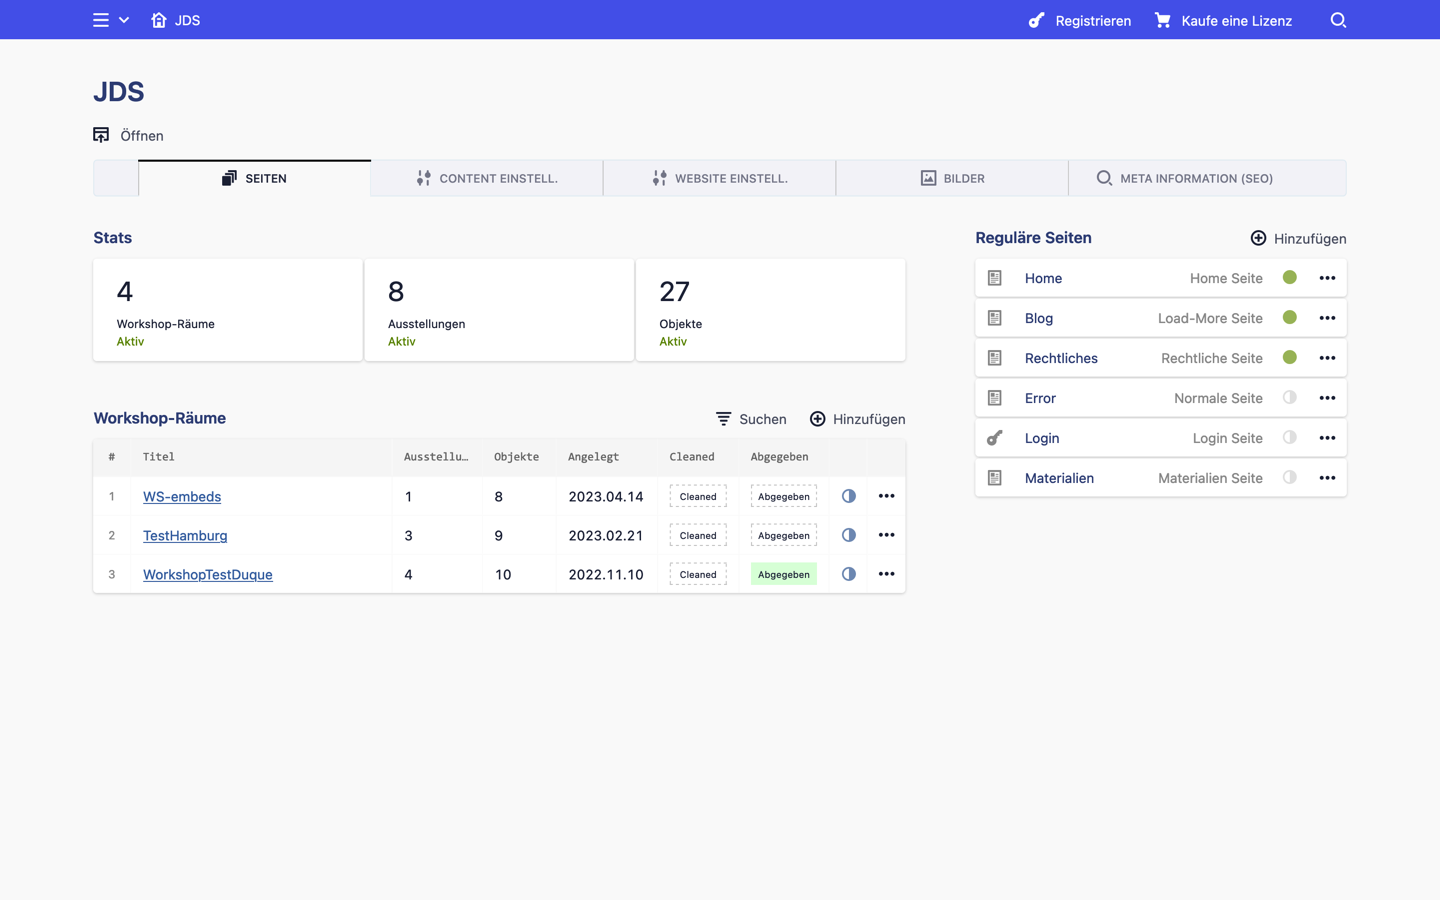 JDS
Registrieren
Kaufe eine Lizenz
JDS
Öffnen
SEITEN
CONTENT EINSTELL.
WEBSITE EINSTELL.
BILDER
META INFORMATION (SEO)
Stats
4
Workshop-Räume
Aktiv
8
Ausstellungen
Aktiv
27
Objekte
Aktiv
Workshop-Räume
Suchen
Hinzufügen
# Titel Ausstellu… Objekte Angelegt Cleaned Abgegeben
1 WS-embeds 1 8 2023.04.14 Cleaned Abgegeben
2 TestHamburg 3 9 2023.02.21 Cleaned Abgegeben
3 WorkshopTestDuque 4 10 2022.11.10 Cleaned Abgegeben
Reguläre Seiten
Hinzufügen
Home Home Seite
Blog Load-More Seite
Rechtliches Rechtliche Seite
Error Normale Seite
Login Login Seite
Materialien Materialien Seite